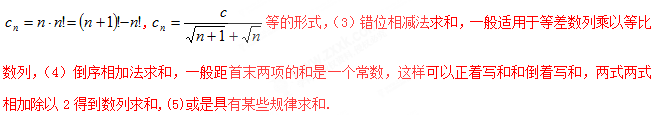 cₙ = n·n! = (n+1)!−n!, cₙ = c/(√(n+1)+√n) 等的形式，（3）错位相减法求和，一般适用于等差数列乘以等比
数列，（4）倒序相加法求和，一般距首末两项的和是一个常数，这样可以正着写和和倒着写和，两式两式
相加除以2得到数列求和,(5)或是具有某些规律求和.